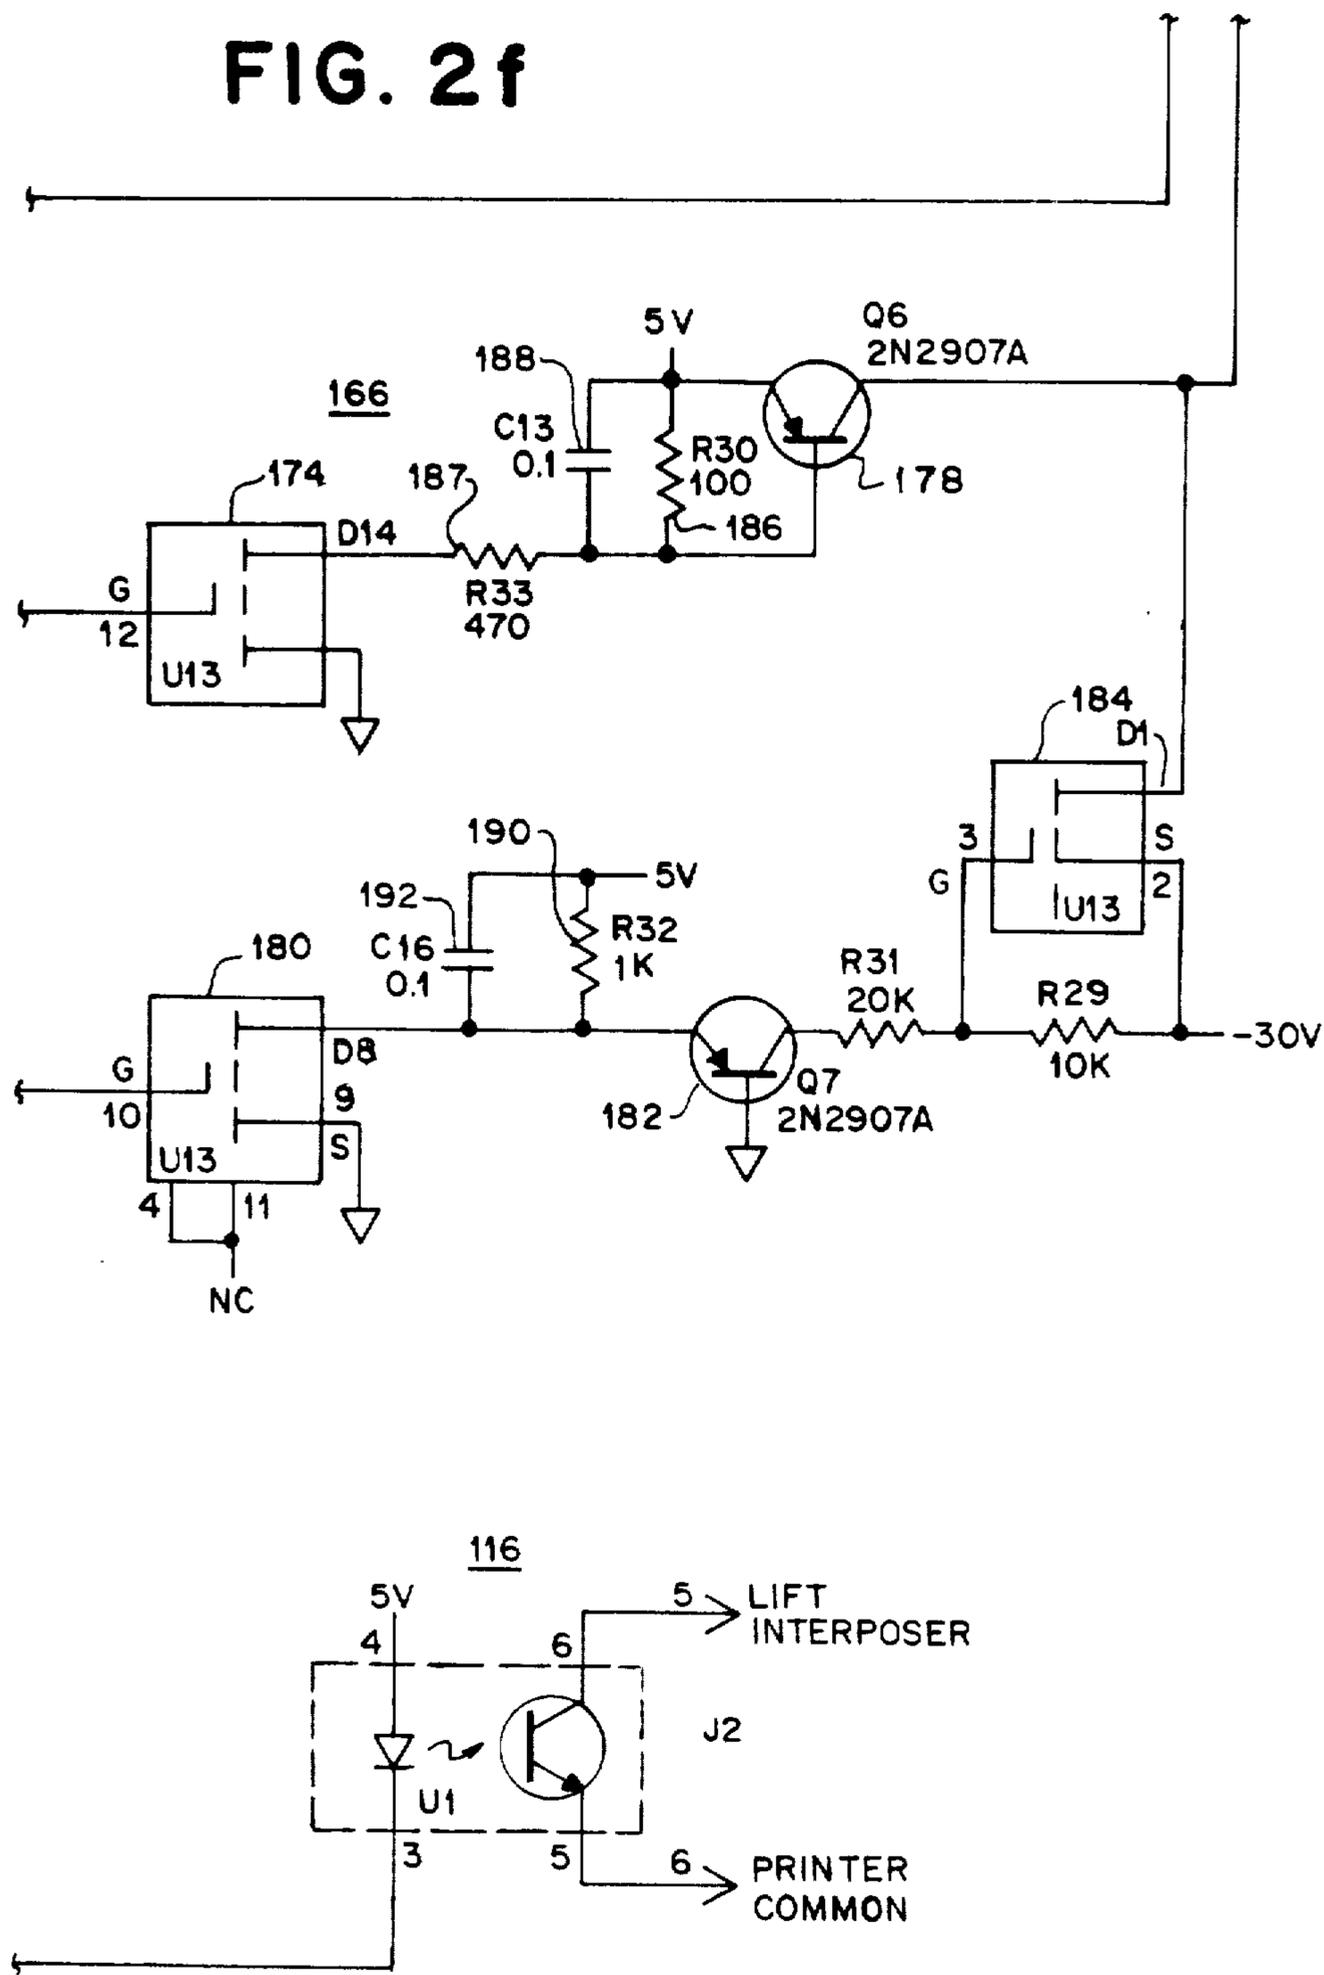 FIG. 2f
5V
Q6
2N2907A
188
166
C13
0.1
R30
100
178
174
187
186
D14
G
12
R33
470
U13
184
D1
190
3
S
5V
G
2
192
U13
R32
1K
C16
0.1
180
R31
20K
R29
-30V
D8
10K
G
10
9
Q7
2N2907A
182
S
U13
4
11
NC
116
5V
5
LIFT
INTERPOSER
4
6
J2
U1
3
5
6
PRINTER
COMMON